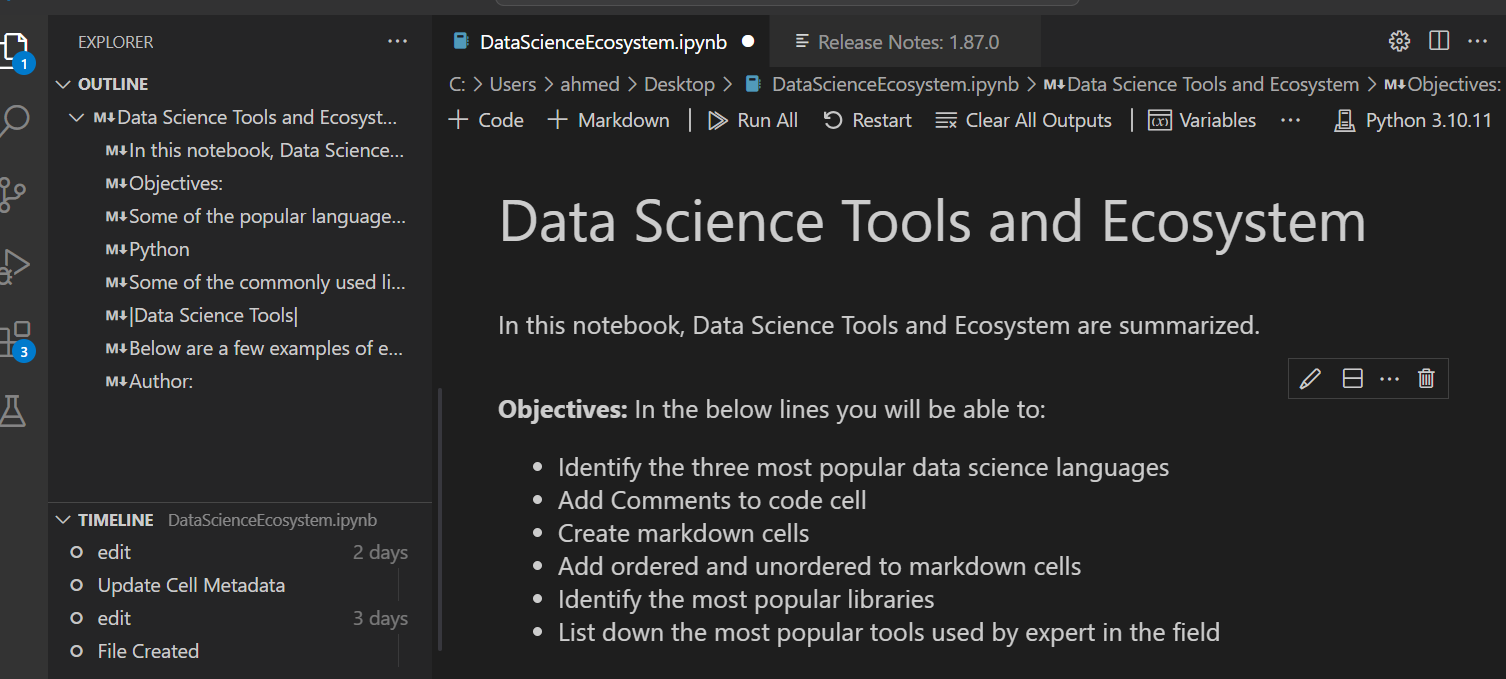 EXPLORER
OUTLINE
Data Science Tools and Ecosyst...
In this notebook, Data Science...
Objectives:
Some of the popular language...
Python
Some of the commonly used li...
|Data Science Tools|
Below are a few examples of e...
Author:
TIMELINE DataScienceEcosystem.ipynb
edit 2 days
Update Cell Metadata
edit 3 days
File Created
1
3
DataScienceEcosystem.ipynb Release Notes: 1.87.0
C: > Users > ahmed > Desktop > DataScienceEcosystem.ipynb > M↓Data Science Tools and Ecosystem > M↓Objectives:
+ Code + Markdown | Run All Restart Clear All Outputs | Variables ... Python 3.10.11
Data Science Tools and Ecosystem
In this notebook, Data Science Tools and Ecosystem are summarized.
Objectives: In the below lines you will be able to:
• Identify the three most popular data science languages
• Add Comments to code cell
• Create markdown cells
• Add ordered and unordered to markdown cells
• Identify the most popular libraries
• List down the most popular tools used by expert in the field